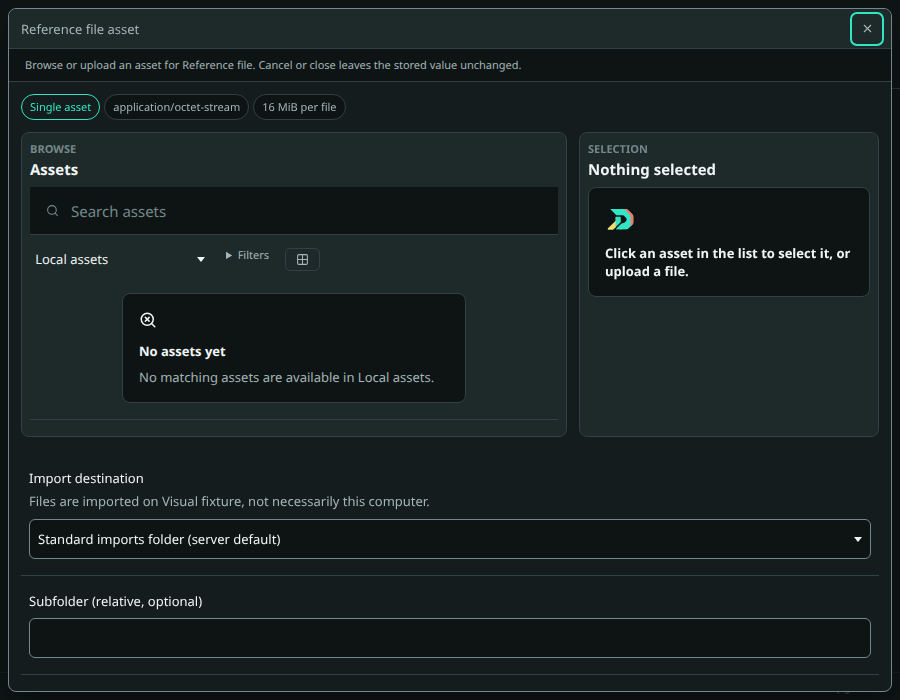 Reference file asset
Browse or upload an asset for Reference file. Cancel or close leaves the stored value unchanged.
Single asset
application/octet-stream
16 MiB per file
BROWSE
Assets
Search assets
Local assets
Filters
No assets yet
No matching assets are available in Local assets.
SELECTION
Nothing selected
Click an asset in the list to select it, or
upload a file.
Import destination
Files are imported on Visual fixture, not necessarily this computer.
Standard imports folder (server default)
Subfolder (relative, optional)